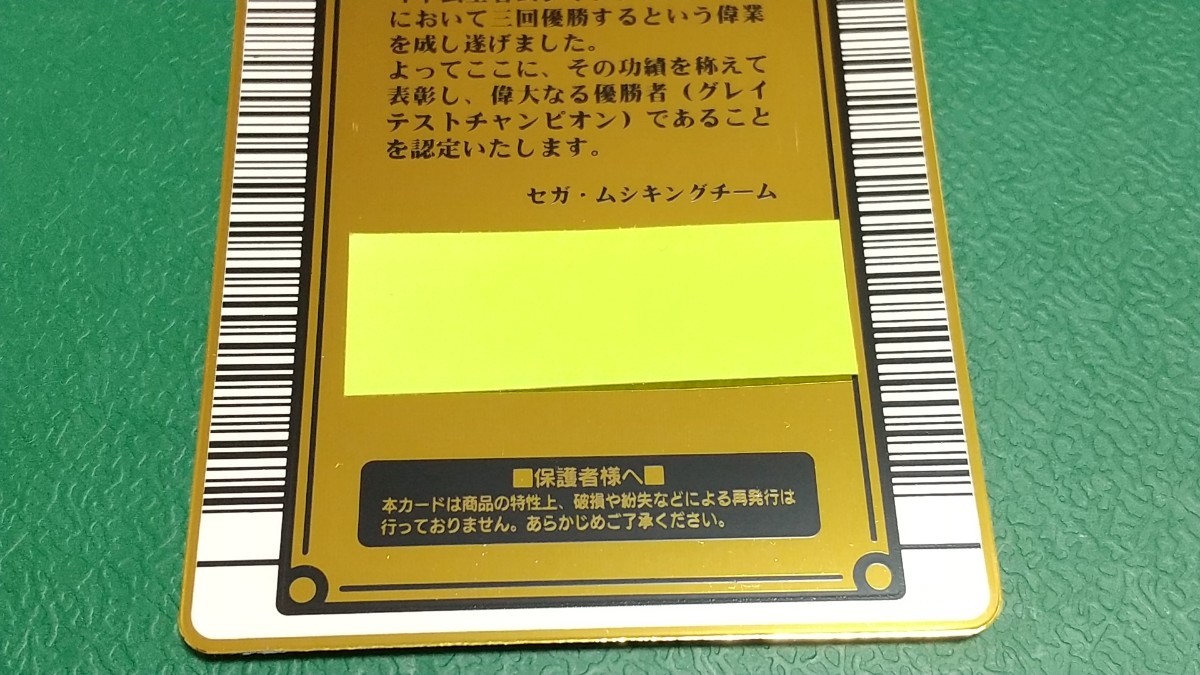 において三回優勝するという偉業
を成し遂げました。
よってここに、その功績を称えて
表彰し、偉大なる優勝者（グレイ
テストチャンピオン）であること
を認定いたします。
セガ・ムシキングチーム
■保護者様へ■
本カードは商品の特性上、破損や紛失などによる再発行は
行っておりません。あらかじめご了承ください。